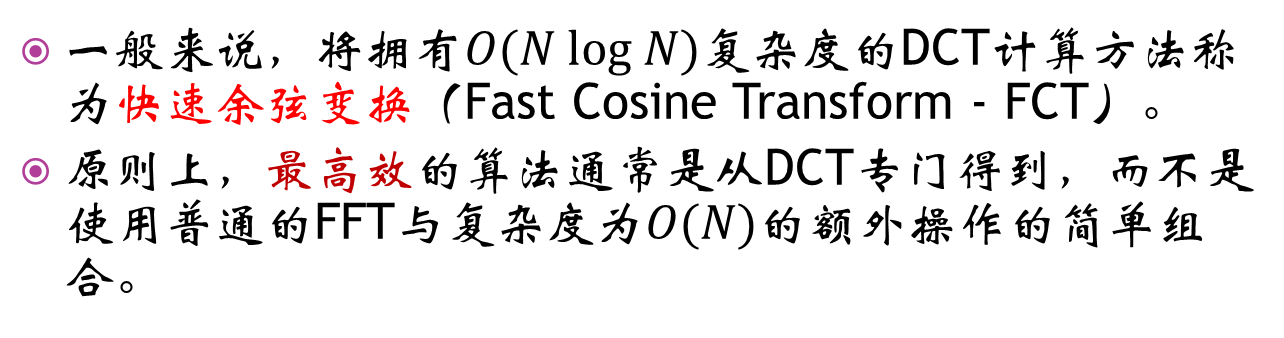 一般来说，将拥有O(N log N)复杂度的DCT计算方法称
为快速余弦变换（Fast Cosine Transform - FCT）。
原则上，最高效的算法通常是从DCT专门得到，而不是
使用普通的FFT与复杂度为O(N)的额外操作的简单组
合。